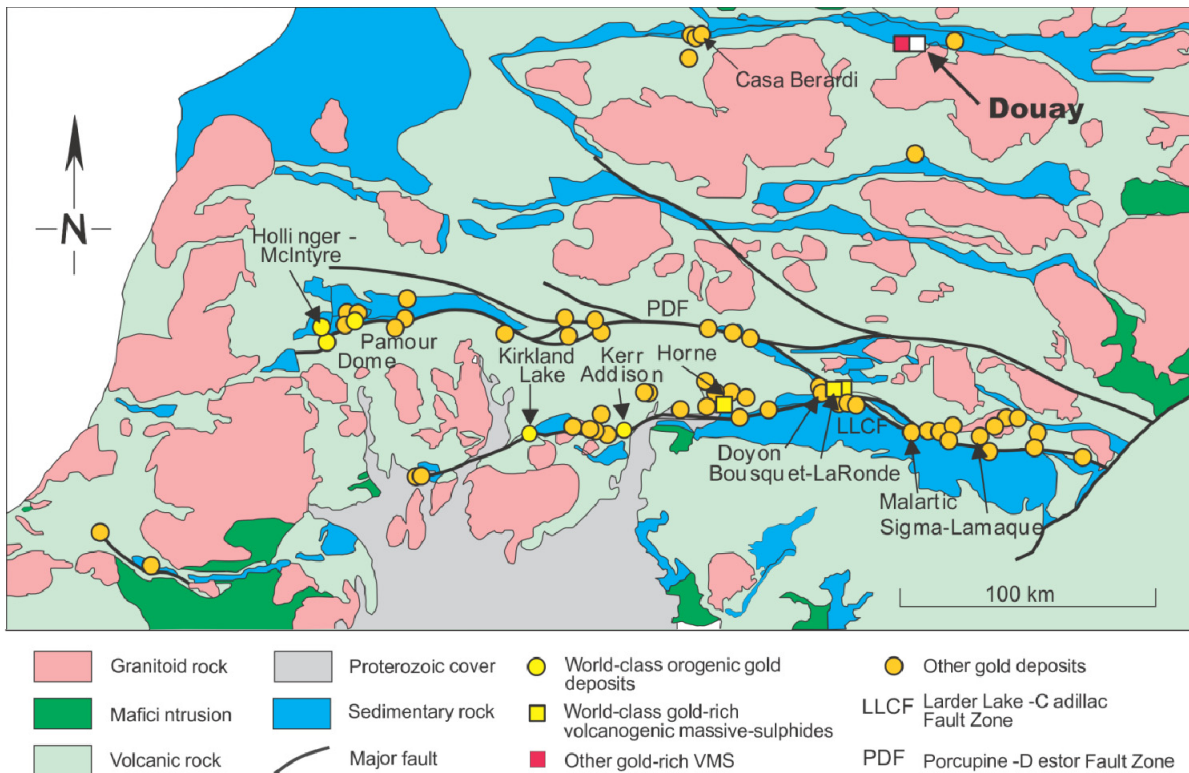 Casa Berardi
Douay
N
Hollinger -
McIntyre
PDF
Pamour
Dome
Kirkland
Lake
Kerr
Addison
Horne
LLCF
Doyon
Bousquet-LaRonde
Malartic
Sigma-Lamaque
100 km
Granitoid rock
Proterozoic cover
World-class orogenic gold
deposits
Other gold deposits
Mafici ntrusion
Sedimentary rock
World-class gold-rich
volcanogenic massive-sulphides
LLCF Larder Lake -C adillac
Fault Zone
Volcanic rock
Major fault
Other gold-rich VMS
PDF Porcupine -D estor Fault Zone